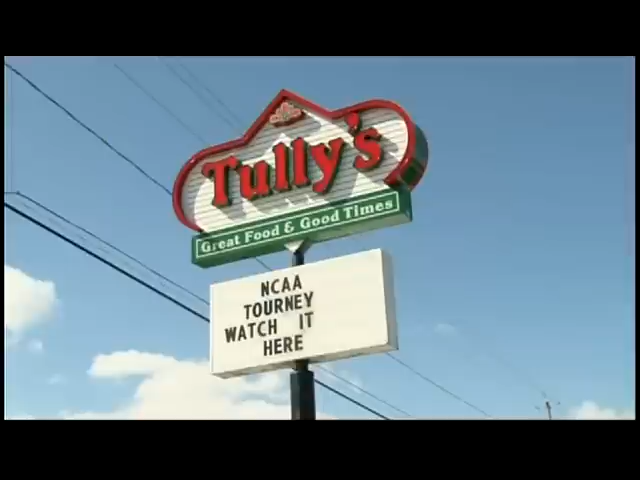 Tully's
Great Food & Good Times
NCAA
TOURNEY
WATCH IT
HERE